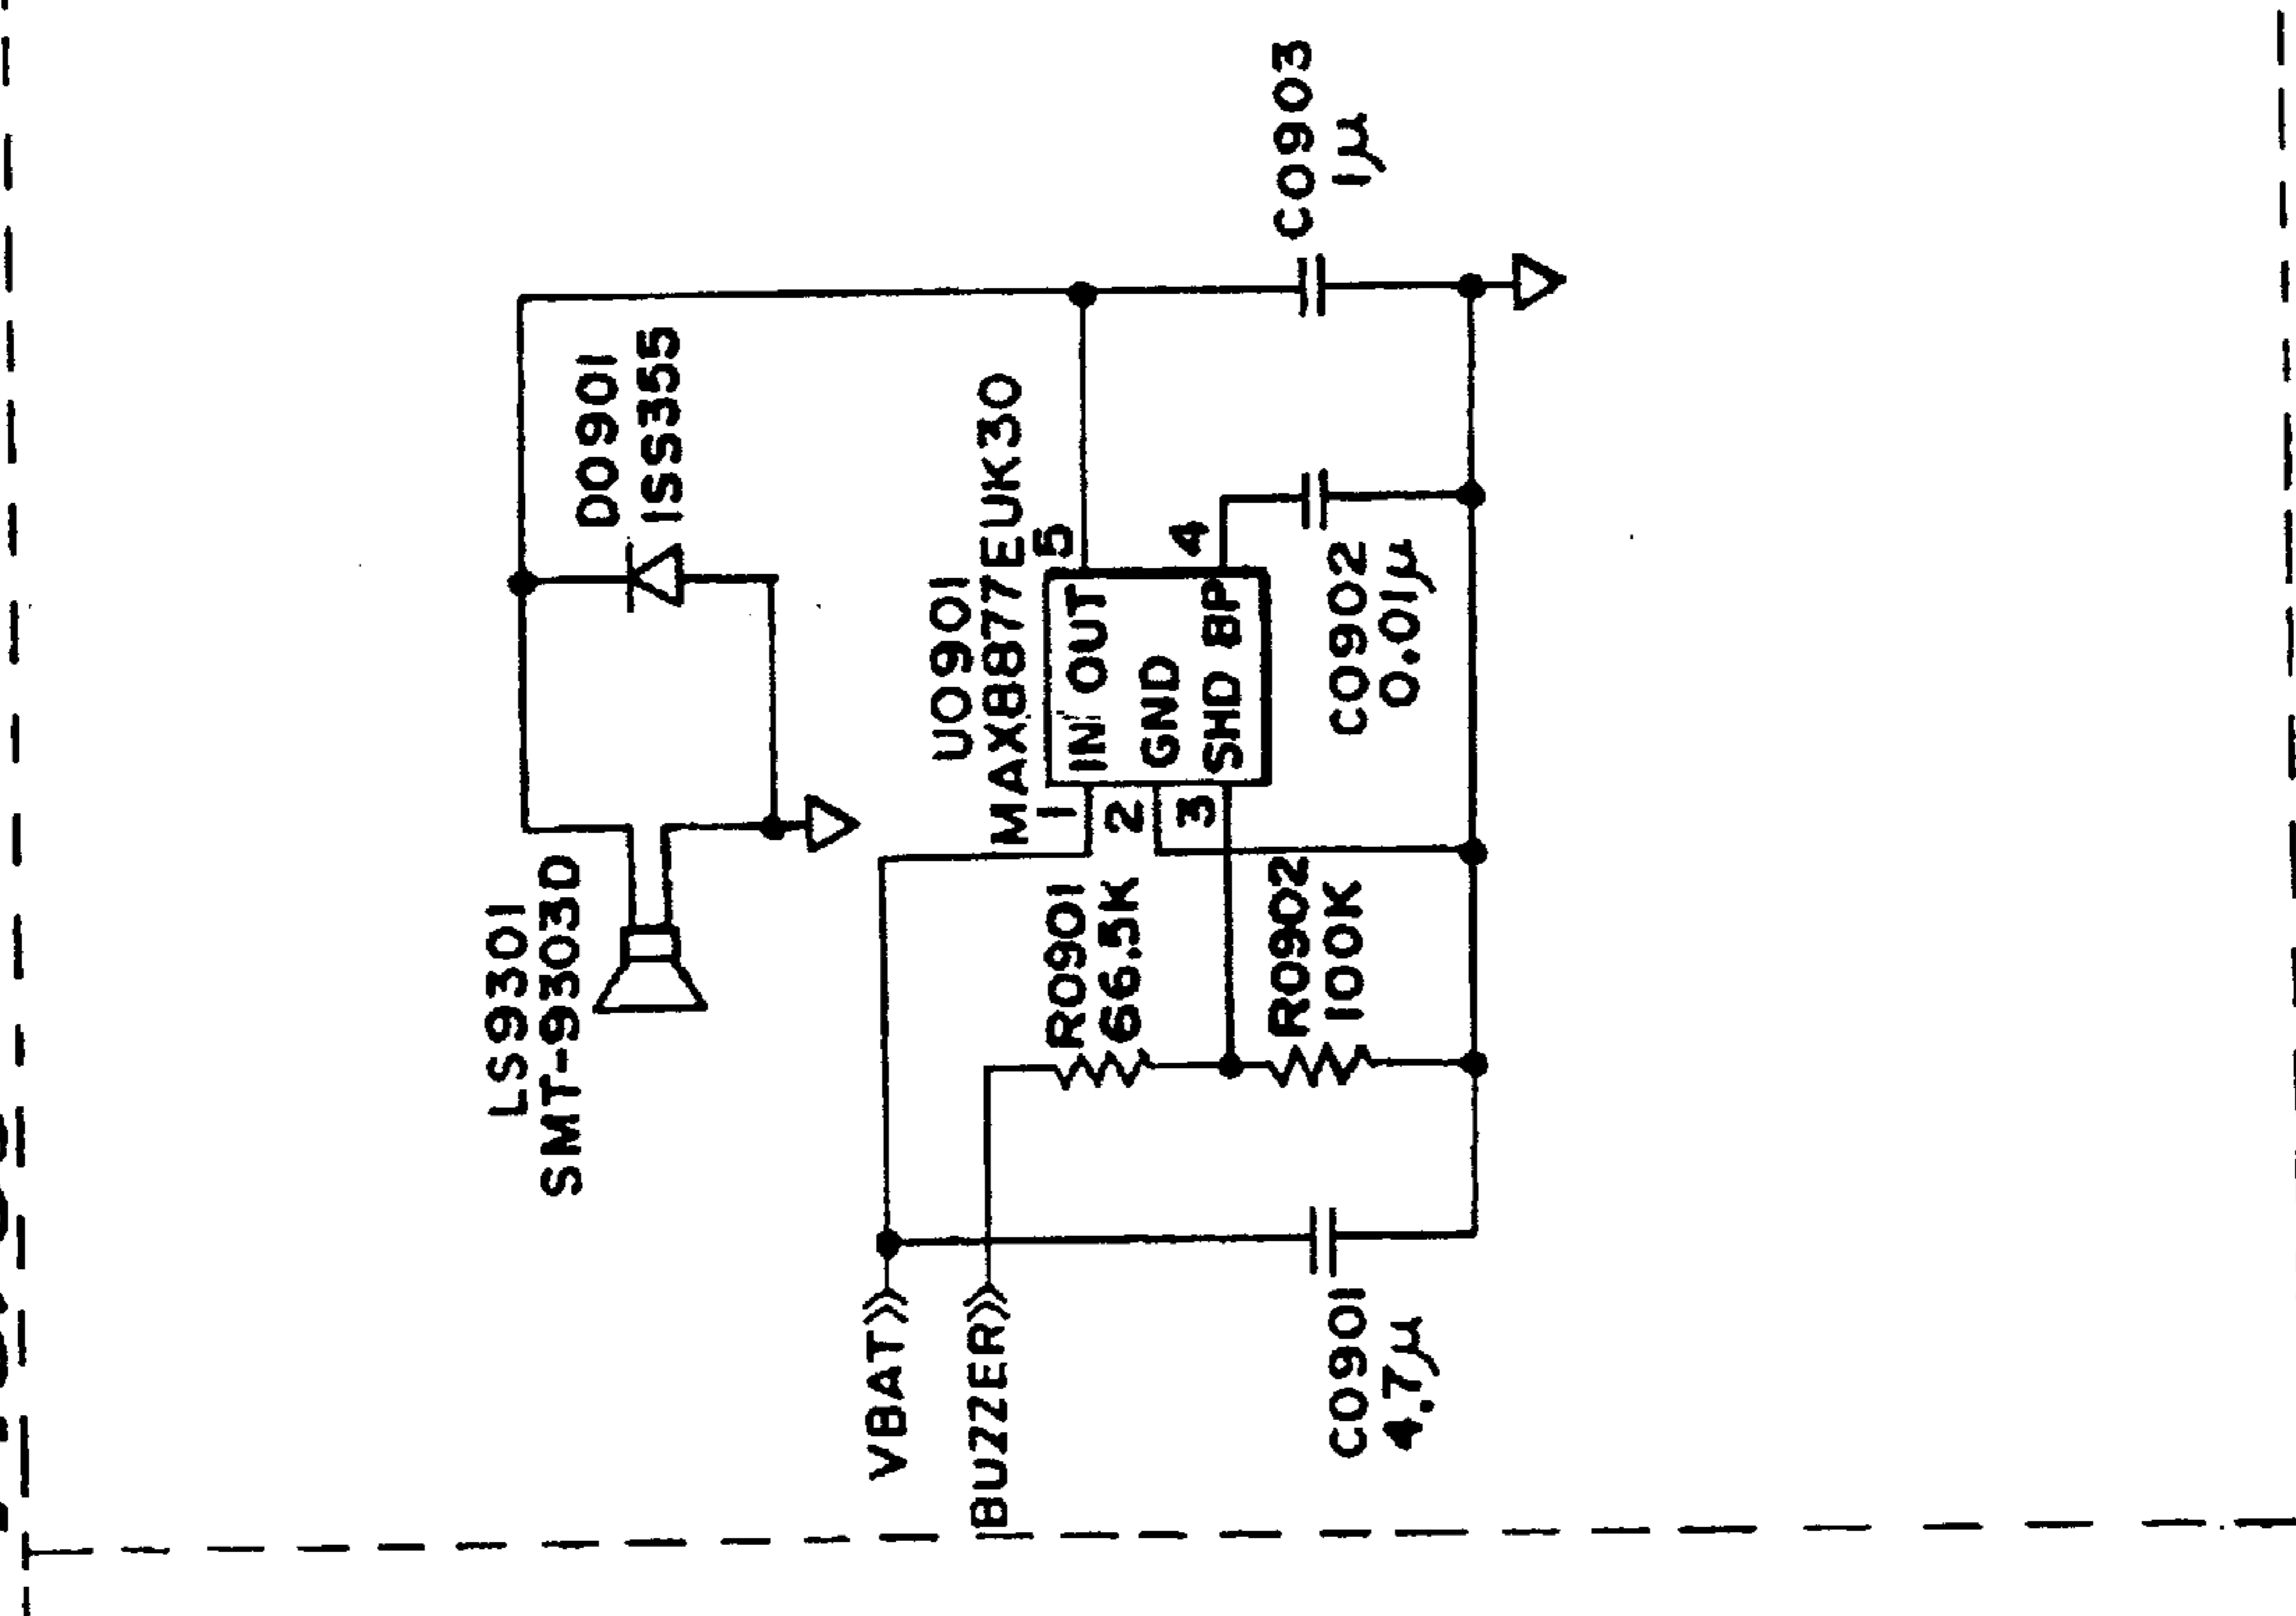 LS9301
SMT-9303D
D0901
1SS355
U0901
MAX8877EUK30
1
IN OUT
5
2
GND
3
SHD BP
4
VBAT
BUZZER
R0901
66.5K
R0902
100K
C0901
4.7μ
C0902
0.01μ
C0903
1μ